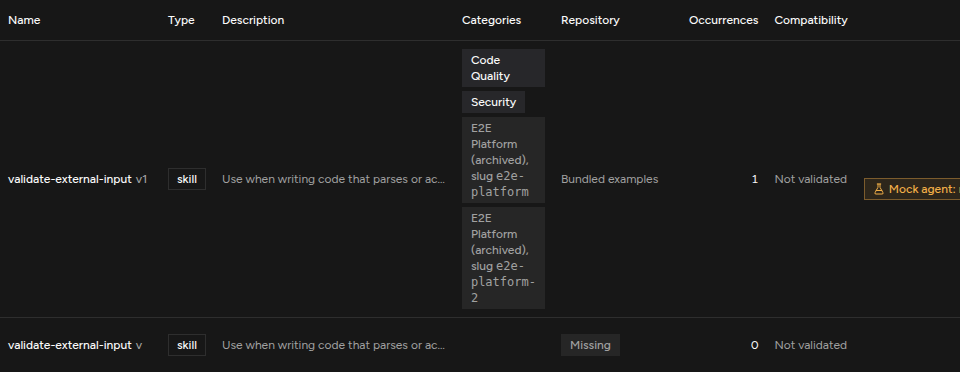 Name Type Description Categories Repository Occurrences Compatibility
Code
Quality
Security
E2E
Platform
(archived),
slug e2e-
platform
E2E
Platform
(archived),
slug e2e-
platform-
2
validate-external-input v1 skill Use when writing code that parses or ac... Bundled examples 1 Not validated Mock agent:
validate-external-input v skill Use when writing code that parses or ac... Missing 0 Not validated